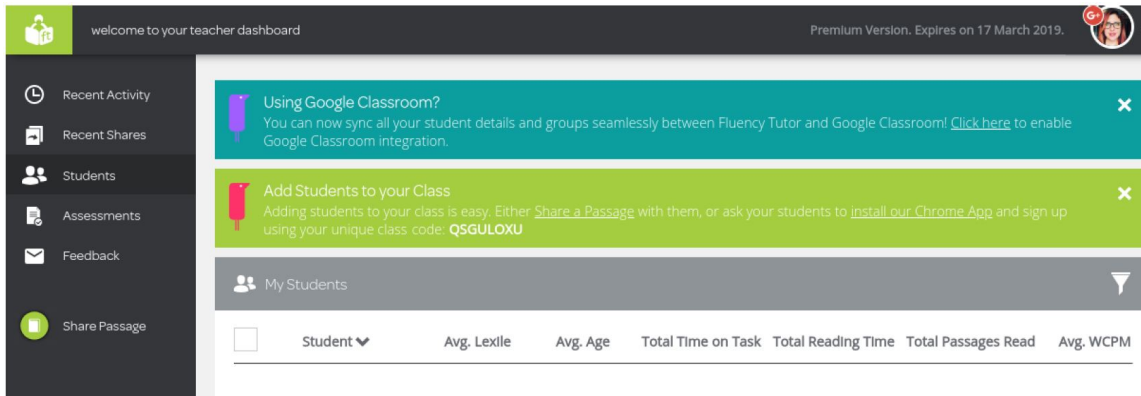 ft
welcome to your teacher dashboard
Premium Version. Expires on 17 March 2019.
G+
Recent Activity
Recent Shares
Students
Assessments
Feedback
Share Passage
Using Google Classroom?
You can now sync all your student details and groups seamlessly between Fluency Tutor and Google Classroom! Click here to enable
Google Classroom integration.
Add Students to your Class
Adding students to your class is easy. Either Share a Passage with them, or ask your students to install our Chrome App and sign up
using your unique class code: QSGULOXU
My Students
Student Avg. Lexile Avg. Age Total Time on Task Total Reading Time Total Passages Read Avg. WCPM